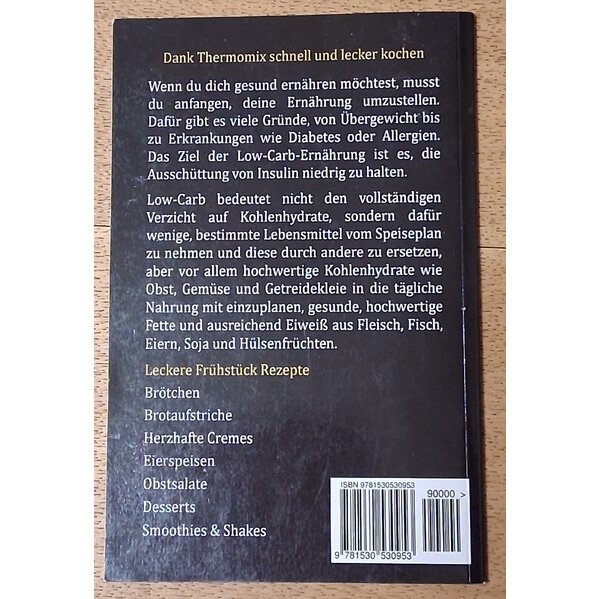 Dank Thermomix schnell und lecker kochen
Wenn du dich gesund ernähren möchtest, musst
du anfangen, deine Ernährung umzustellen.
Dafür gibt es viele Gründe, von Übergewicht bis
zu Erkrankungen wie Diabetes oder Allergien.
Das Ziel der Low-Carb-Ernährung ist es, die
Ausschüttung von Insulin niedrig zu halten.
Low-Carb bedeutet nicht den vollständigen
Verzicht auf Kohlenhydrate, sondern dafür
wenige, bestimmte Lebensmittel vom Speiseplan
zu nehmen und diese durch andere zu ersetzen,
aber vor allem hochwertige Kohlenhydrate wie
Obst, Gemüse und Getreidekleie in die tägliche
Nahrung mit einzuplanen, gesunde, hochwertige
Fette und ausreichend Eiweiß aus Fleisch, Fisch,
Eiern, Soja und Hülsenfrüchten.
Leckere Frühstück Rezepte
Brötchen
Brotaufstriche
Herzhafte Cremes
Eierspeisen
Obstsalate
Desserts
Smoothies & Shakes
ISBN 9781530530953
90000 >
9 781530 530953